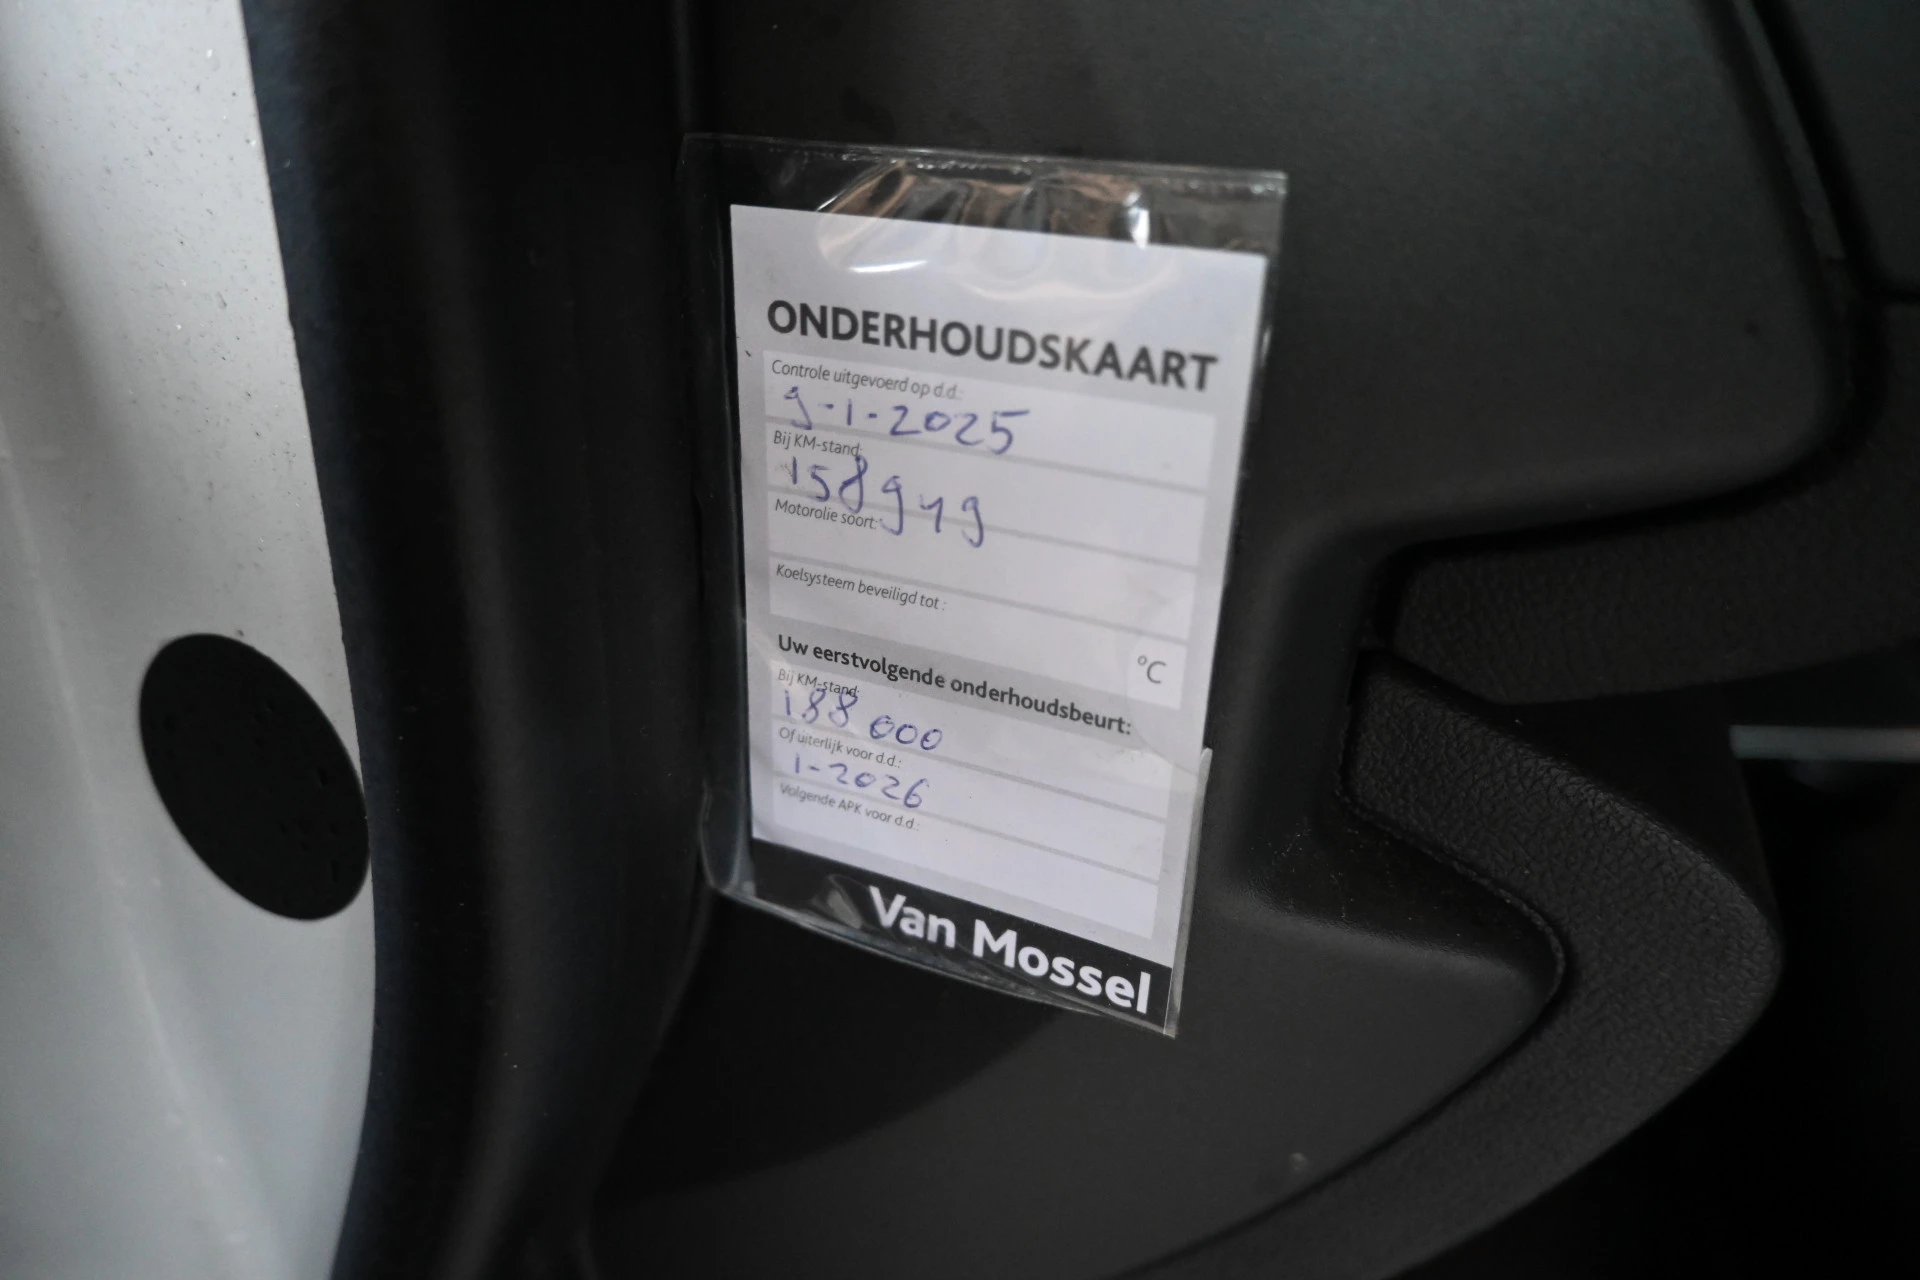 ONDERHOUDSKAART
Controle uitgevoerd op d.d.:
9-1-2025
Bij KM-stand:
158949
Motorolie soort:
Koelsysteem beveiligd tot :
°C
Uw eerstvolgende onderhoudsbeurt:
Bij KM-stand:
188 000
Of uiterlijk voor d.d.:
1-2026
Volgende APK voor d.d.:
Van Mossel